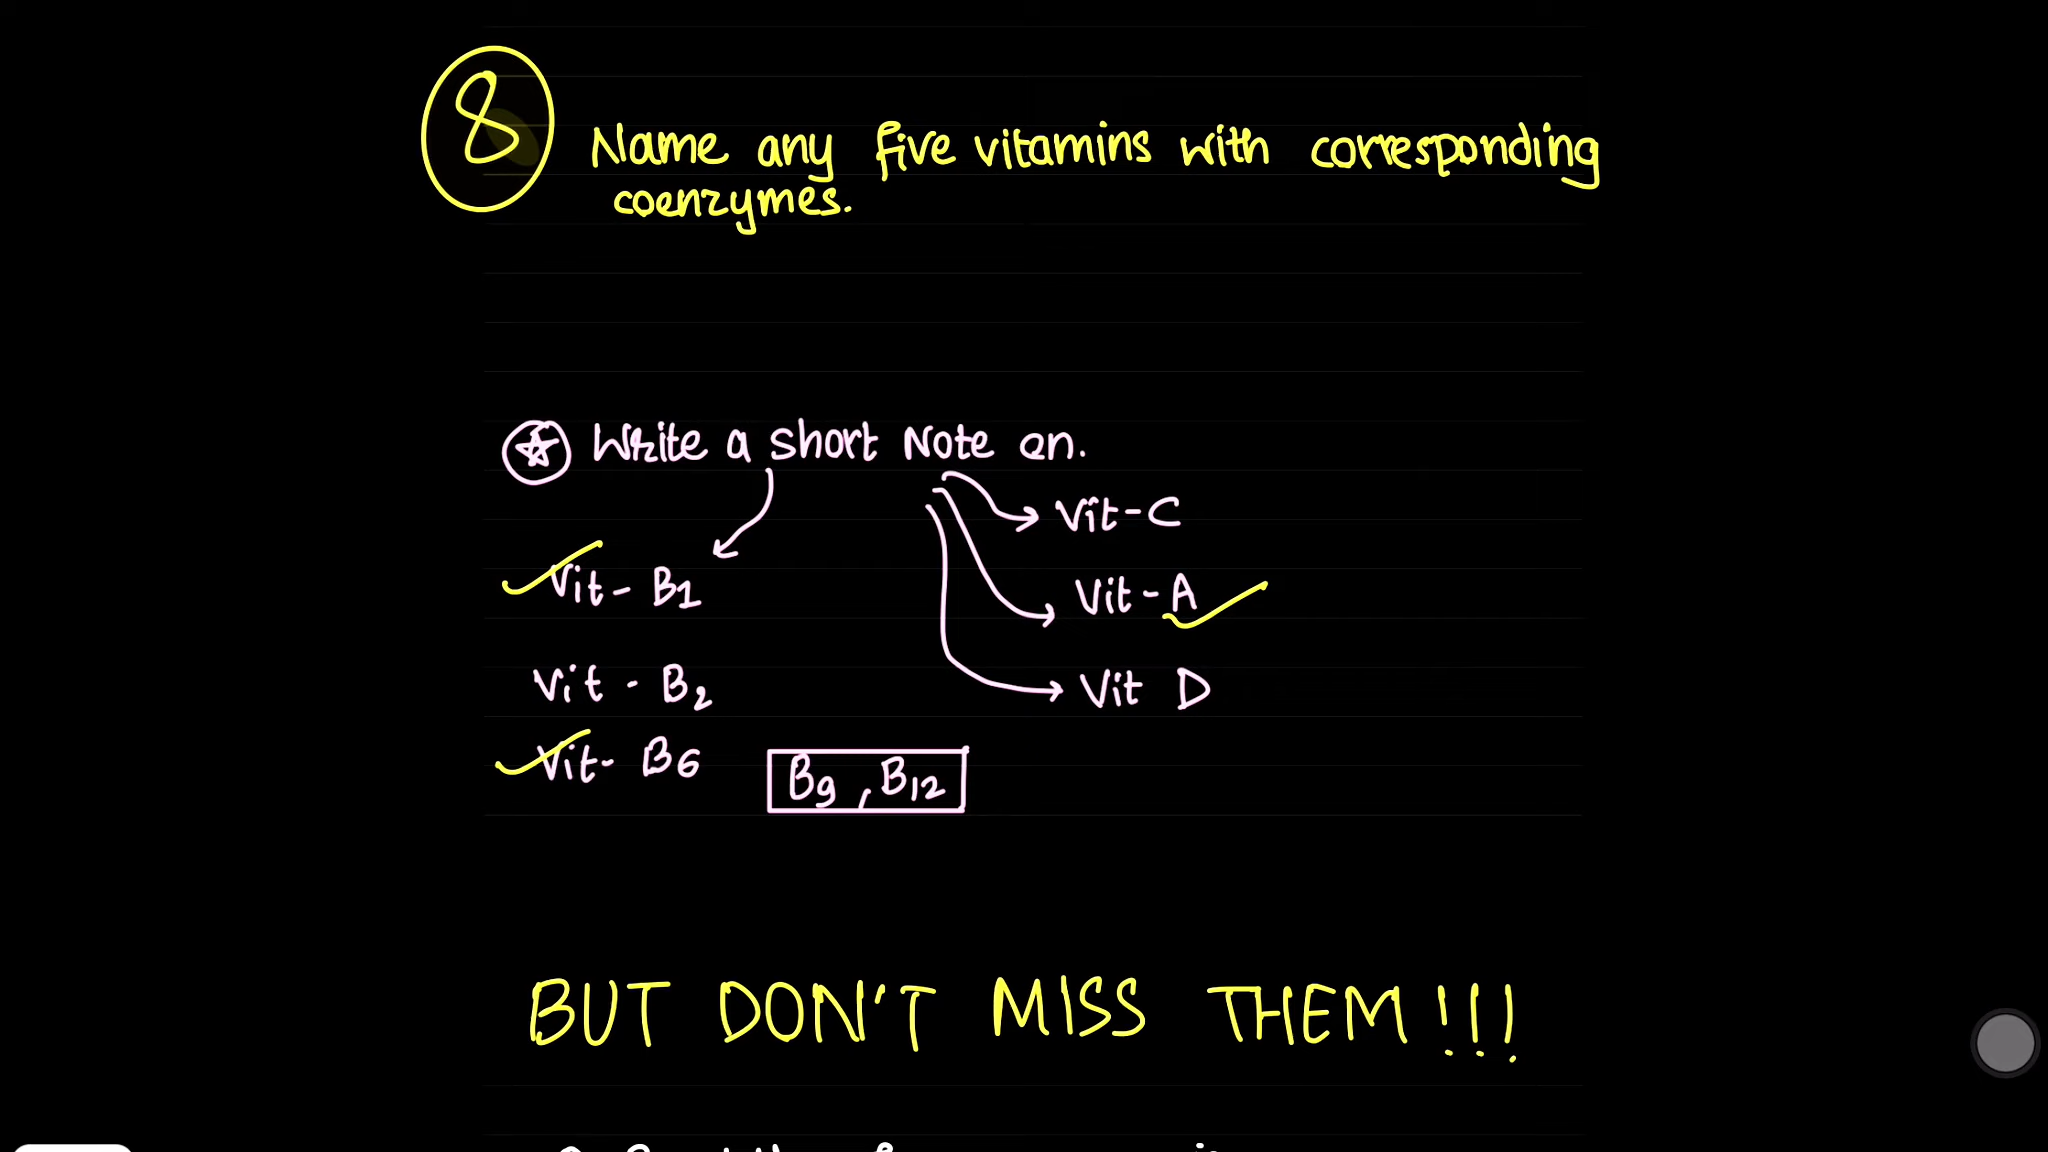 8
Name any five vitamins with corresponding
coenzymes.
Write a short Note on.
Vit-C
Vit - B1
Vit - A
Vit - B2
Vit D
Vit- B6
B9, B12
BUT DON'T MISS THEM!!!